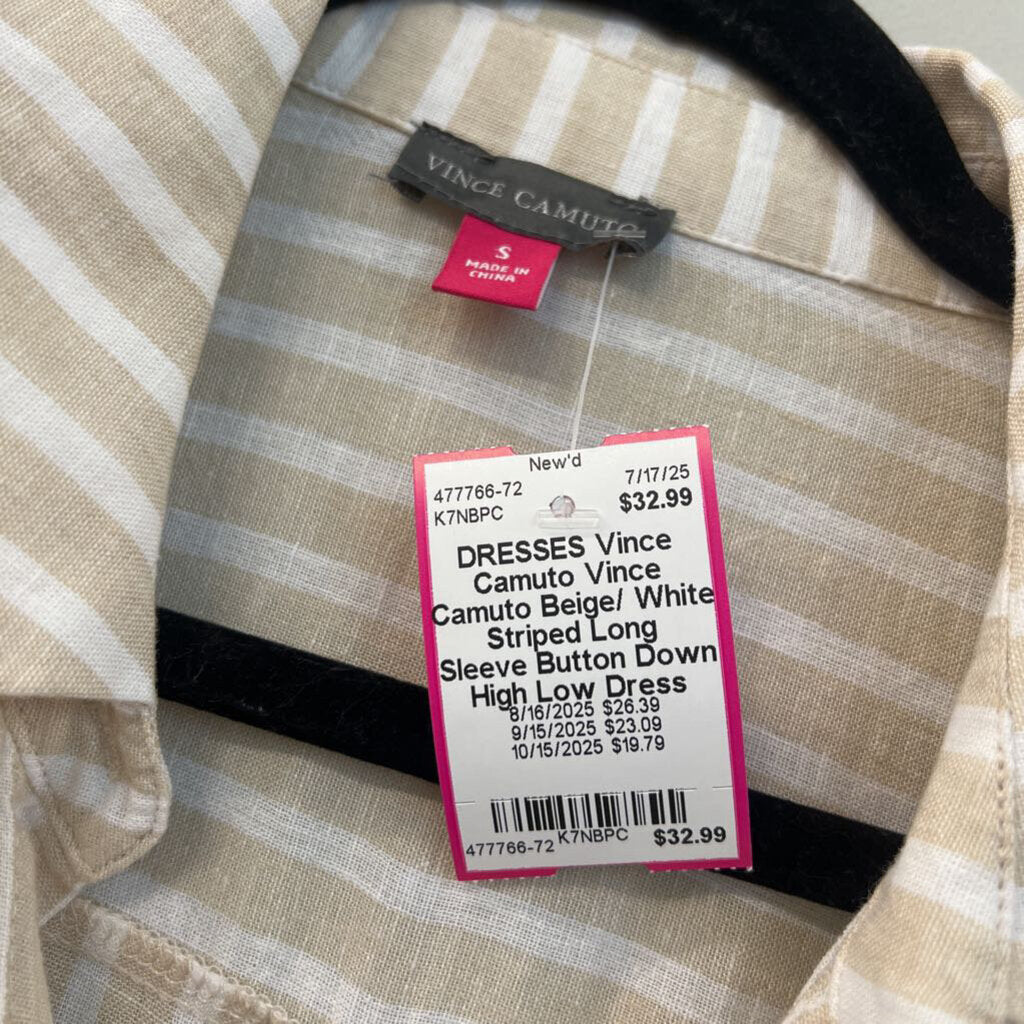 VINCE CAMUTO
S
MADE IN
CHINA
New'd
477766-72
7/17/25
K7NBPC
$32.99
DRESSES Vince
Camuto Vince
Camuto Beige/ White
Striped Long
Sleeve Button Down
High Low Dress
8/16/2025 $26.39
9/15/2025 $23.09
10/15/2025 $19.79
477766-72 K7NBPC $32.99